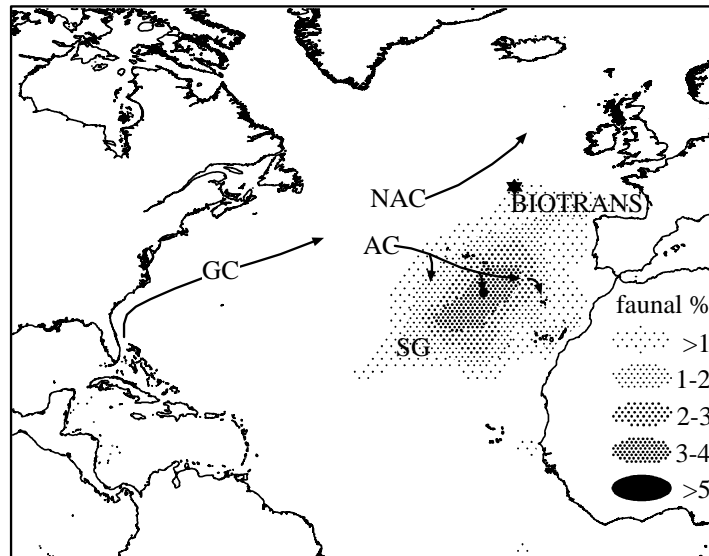 NAC
BIOTRANS
AC
GC
SG
faunal %
>1
1-2
2-3
3-4
>5